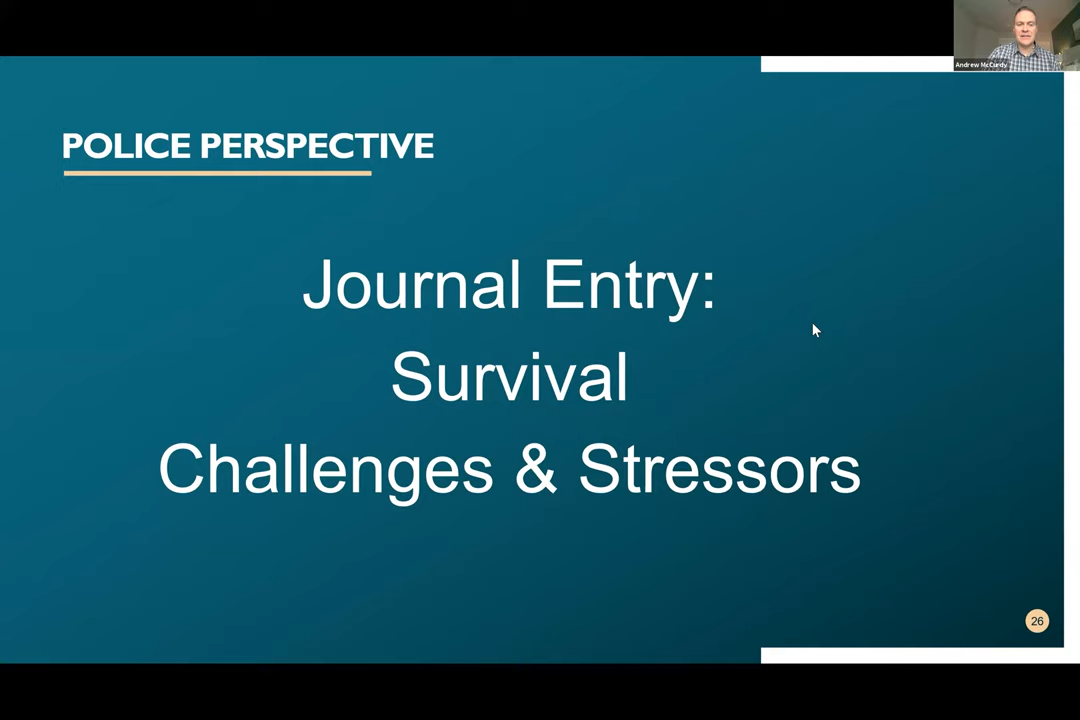 Andrew McCurdy
POLICE PERSPECTIVE
Journal Entry:
Survival
Challenges & Stressors
26